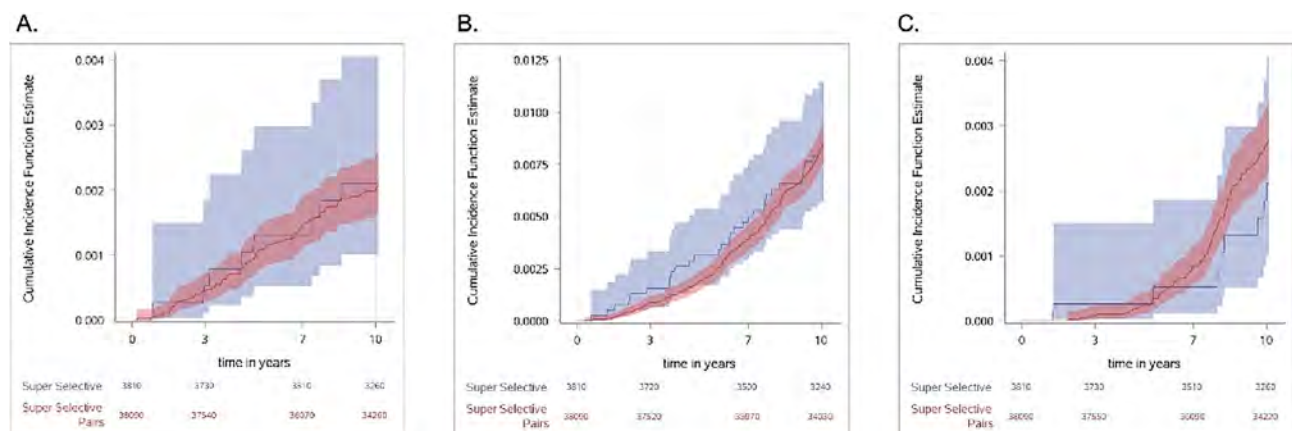 A.
B.
C.
Cumulative Incidence Function Estimate
0.004
0.003
0.002
0.001
0.000
0 3 7 10
time in years
Super Selective 3810 3730 3510 3260
Super Selective Pairs 38090 37540 36070 34260
Cumulative Incidence Function Estimate
0.0125
0.0100
0.0075
0.0050
0.0025
0.0000
0 3 7 10
time in years
Super Selective 3810 3720 3500 3240
Super Selective Pairs 38090 37520 34030
Cumulative Incidence Function Estimate
0.004
0.003
0.002
0.001
0.000
0 3 7 10
time in years
Super Selective 3810 3730 3510 3260
Super Selective Pairs 38090 37550 36090 34220